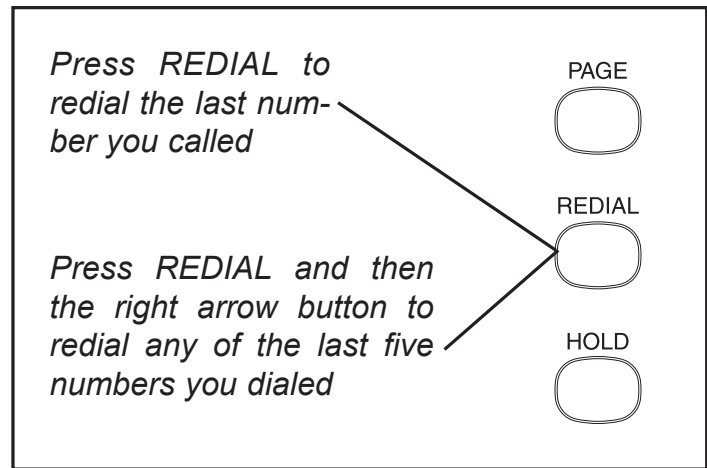 Press REDIAL to
redial the last num-
ber you called
PAGE
REDIAL
Press REDIAL and then
the right arrow button to
redial any of the last five
numbers you dialed
HOLD